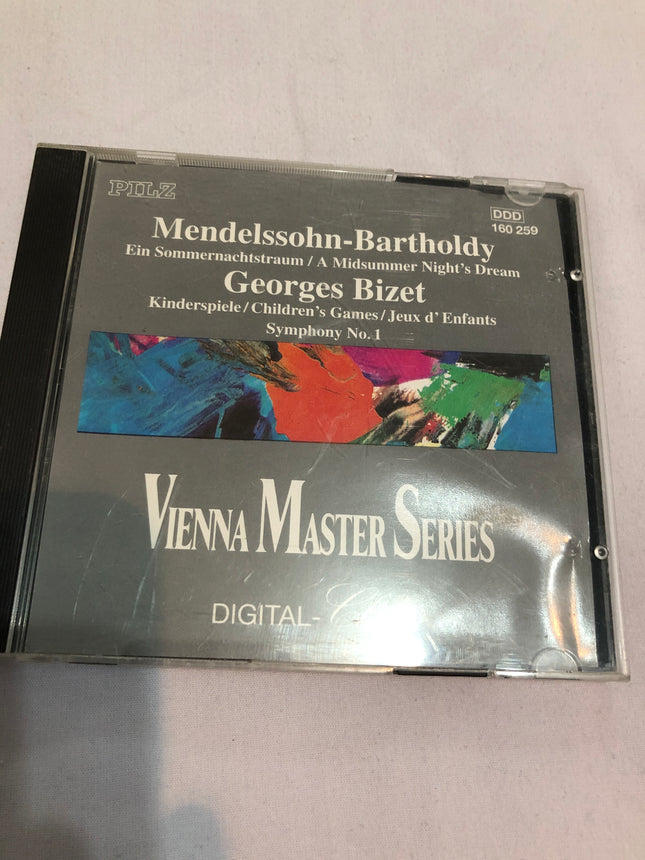 PILZ
DDD
160 259
Mendelssohn-Bartholdy
Ein Sommernachtstraum / A Midsummer Night's Dream
Georges Bizet
Kinderspiele / Children's Games / Jeux d' Enfants
Symphony No. 1
VIENNA MASTER SERIES
DIGITAL-